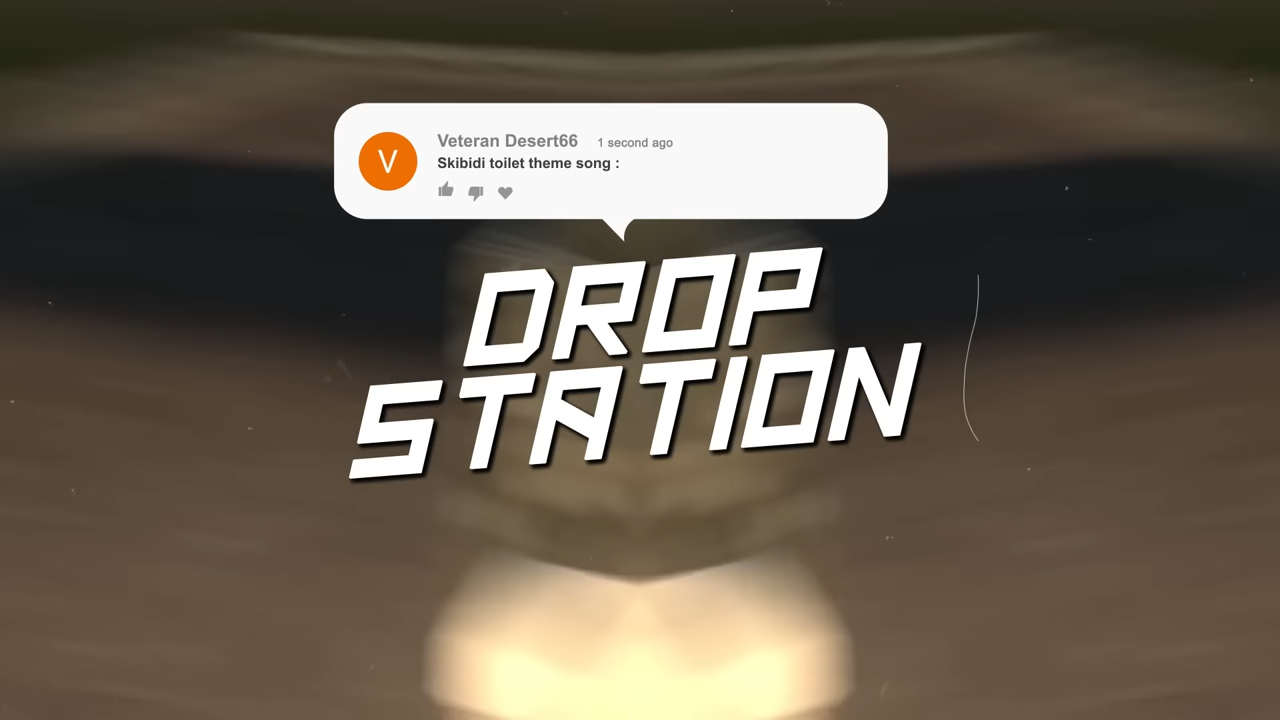 V
Veteran Desert66 1 second ago
Skibidi toilet theme song :
DROP
STATION